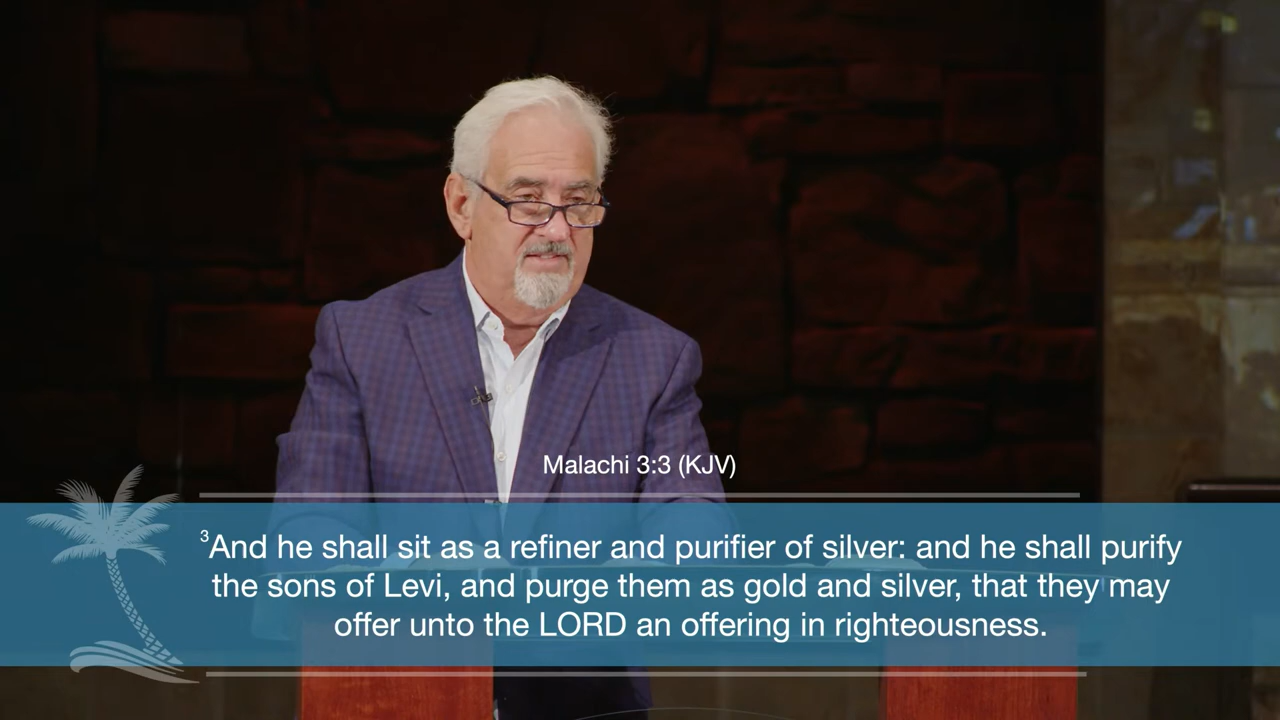 Malachi 3:3 (KJV)
³And he shall sit as a refiner and purifier of silver: and he shall purify
the sons of Levi, and purge them as gold and silver, that they may
offer unto the LORD an offering in righteousness.